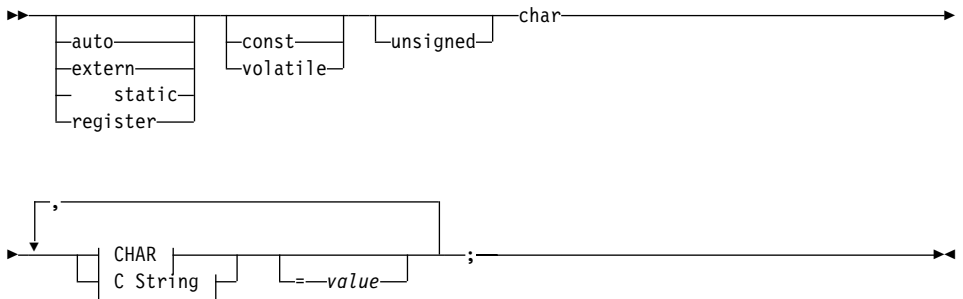 char
auto const unsigned
extern volatile
static
register
,
CHAR ;
C String = value